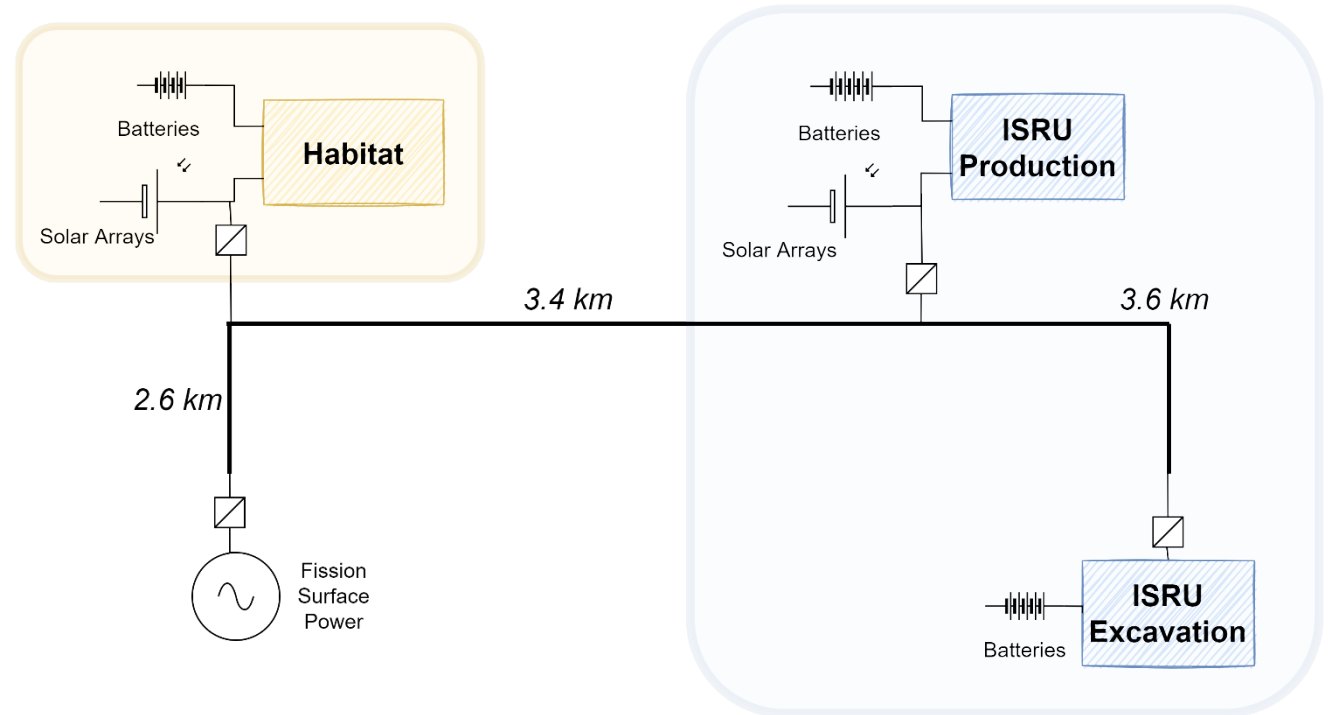 Batteries
Habitat
Solar Arrays
Batteries
ISRU
Production
Solar Arrays
3.4 km
3.6 km
2.6 km
Fission
Surface
Power
ISRU
Excavation
Batteries